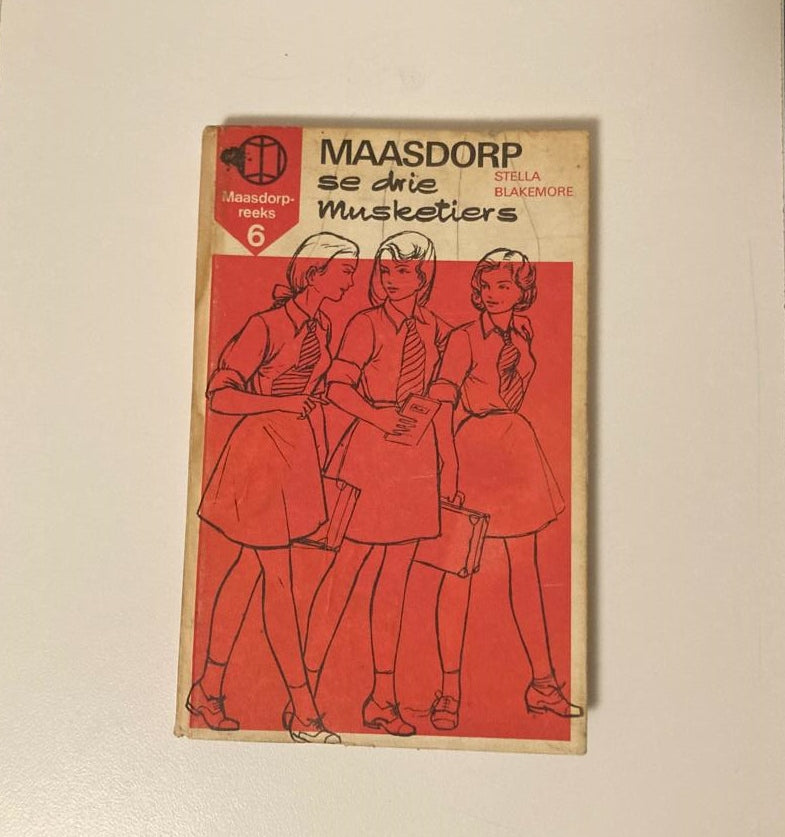 Maasdorp-
reeks
6
MAASDORP
se drie
Musketiers
STELLA
BLAKEMORE